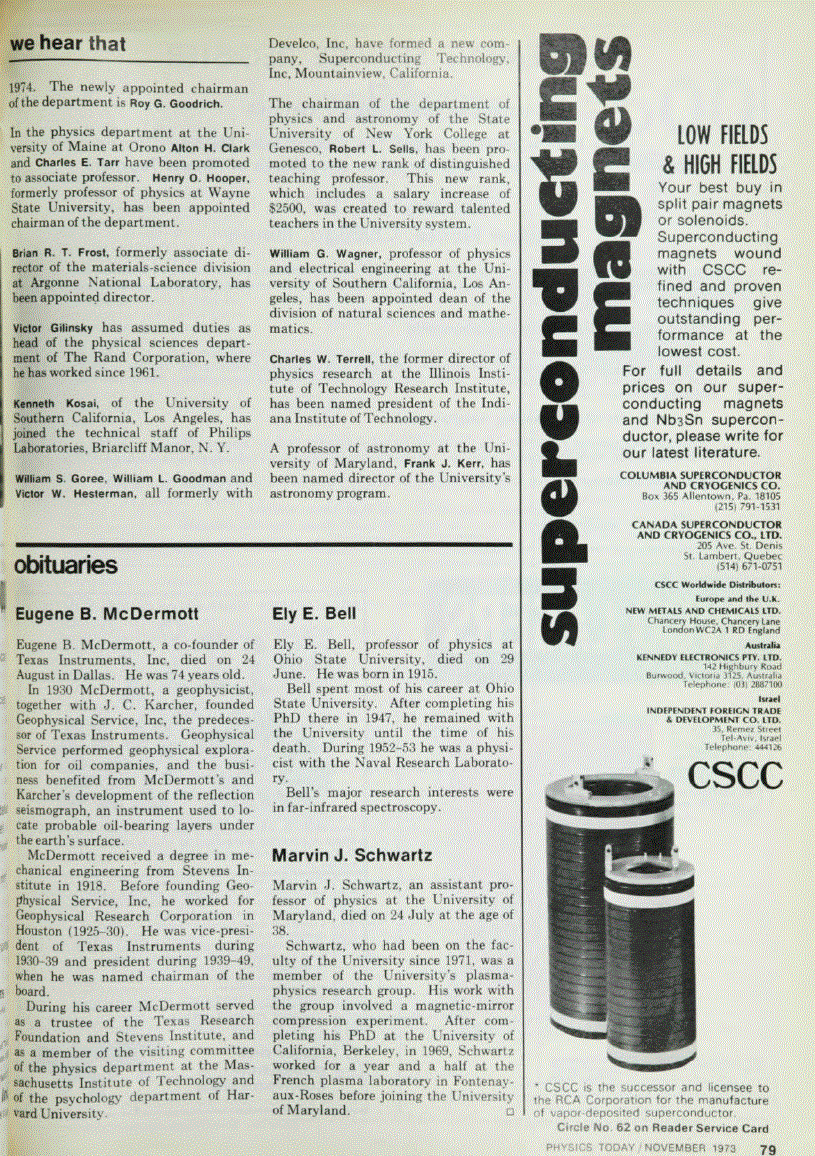 we hear that
1974. The newly appointed chairman
of the department is Roy G. Goodrich.
In the physics department at the Uni-
versity of Maine at Orono Alton H. Clark
and Charles E. Tarr have been promoted
to associate professor. Henry O. Hooper,
formerly professor of physics at Wayne
State University, has been appointed
chairman of the department.
Brian R. T. Frost, formerly associate di-
rector of the materials-science division
at Argonne National Laboratory, has
been appointed director.
Victor Gilinsky has assumed duties as
head of the physical sciences depart-
ment of The Rand Corporation, where
he has worked since 1961.
Kenneth Kosai, of the University of
Southern California, Los Angeles, has
joined the technical staff of Philips
Laboratories, Briarcliff Manor, N. Y.
William S. Goree, William L. Goodman and
Victor W. Hesterman, all formerly with
Develco, Inc, have formed a new com-
pany, Superconducting Technology,
Inc, Mountainview, California.
The chairman of the department of
physics and astronomy of the State
University of New York College at
Genesco, Robert L. Sells, has been pro-
moted to the new rank of distinguished
teaching professor. This new rank,
which includes a salary increase of
$2500, was created to reward talented
teachers in the University system.
William G. Wagner, professor of physics
and electrical engineering at the Uni-
versity of Southern California, Los An-
geles, has been appointed dean of the
division of natural sciences and mathe-
matics.
Charles W. Terrell, the former director of
physics research at the Illinois Insti-
tute of Technology Research Institute,
has been named president of the Indi-
ana Institute of Technology.
A professor of astronomy at the Uni-
versity of Maryland, Frank J. Kerr, has
been named director of the University's
astronomy program.
obituaries
Eugene B. McDermott
Eugene B. McDermott, a co-founder of
Texas Instruments, Inc, died on 24
August in Dallas. He was 74 years old.
In 1930 McDermott, a geophysicist,
together with J. C. Karcher, founded
Geophysical Service, Inc, the predeces-
sor of Texas Instruments. Geophysical
Service performed geophysical explora-
tion for oil companies, and the busi-
ness benefited from McDermott's and
Karcher's development of the reflection
seismograph, an instrument used to lo-
cate probable oil-bearing layers under
the earth's surface.
McDermott received a degree in me-
chanical engineering from Stevens In-
stitute in 1918. Before founding Geo-
physical Service, Inc, he worked for
Geophysical Research Corporation in
Houston (1925-30). He was vice-presi-
dent of Texas Instruments during
1930-39 and president during 1939-49,
when he was named chairman of the
board.
During his career McDermott served
as a trustee of the Texas Research
Foundation and Stevens Institute, and
as a member of the visiting committee
of the physics department at the Mas-
sachusetts Institute of Technology and
of the psychology department of Har-
vard University.
Ely E. Bell
Ely E. Bell, professor of physics at
Ohio State University, died on 29
June. He was born in 1915.
Bell spent most of his career at Ohio
State University. After completing his
PhD there in 1947, he remained with
the University until the time of his
death. During 1952-53 he was a physi-
cist with the Naval Research Laborato-
ry.
Bell's major research interests were
in far-infrared spectroscopy.
Marvin J. Schwartz
Marvin J. Schwartz, an assistant pro-
fessor of physics at the University of
Maryland, died on 24 July at the age of
38.
Schwartz, who had been on the fac-
ulty of the University since 1971, was a
member of the University's plasma-
physics research group. His work with
the group involved a magnetic-mirror
compression experiment. After com-
pleting his PhD at the University of
California, Berkeley, in 1969, Schwartz
worked for a year and a half at the
French plasma laboratory in Fontenay-
aux-Roses before joining the University
of Maryland. □
superconducting
magnets
LOW FIELDS
& HIGH FIELDS
Your best buy in
split pair magnets
or solenoids.
Superconducting
magnets wound
with CSCC re-
fined and proven
techniques give
outstanding per-
formance at the
lowest cost.
For full details and
prices on our super-
conducting magnets
and Nb3Sn supercon-
ductor, please write for
our latest literature.
COLUMBIA SUPERCONDUCTOR
AND CRYOGENICS CO.
Box 365 Allentown, Pa. 18105
(215) 791-1531
CANADA SUPERCONDUCTOR
AND CRYOGENICS CO., LTD.
205 Ave. St. Denis
St. Lambert, Quebec
(514) 671-0751
CSCC Worldwide Distributors:
Europe and the U.K.
NEW METALS AND CHEMICALS LTD.
Chancery House, Chancery Lane
London WC2A 1 RD England
Australia
KENNEDY ELECTRONICS PTY. LTD.
142 Highbury Road
Burwood, Victoria 3125, Australia
Telephone: (03) 2887100
Israel
INDEPENDENT FOREIGN TRADE
& DEVELOPMENT CO. LTD.
35, Remez Street
Tel-Aviv, Israel
Telephone: 444126
CSCC
* CSCC is the successor and licensee to
the RCA Corporation for the manufacture
of vapor-deposited superconductor.
Circle No. 62 on Reader Service Card
PHYSICS TODAY / NOVEMBER 1973 79